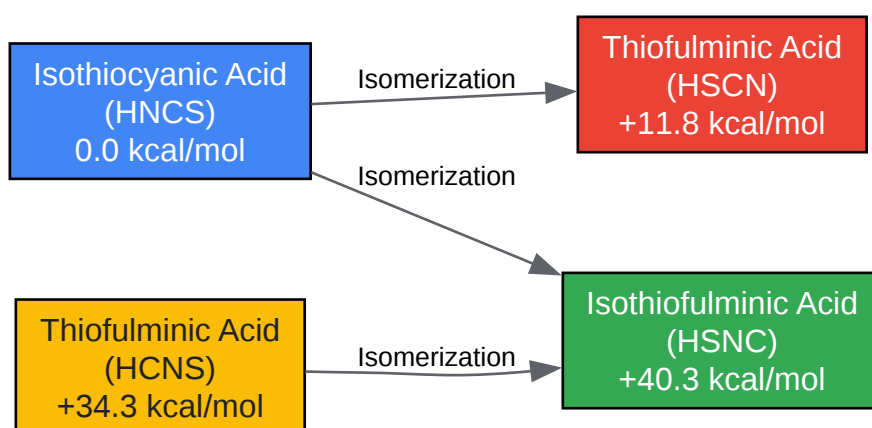 Isothiocyanic Acid
(HNCS)
0.0 kcal/mol
Isomerization
Thiofulminic Acid
(HSCN)
+11.8 kcal/mol
Isomerization
Thiofulminic Acid
(HCNS)
+34.3 kcal/mol
Isomerization
Isothiofulminic Acid
(HSNC)
+40.3 kcal/mol